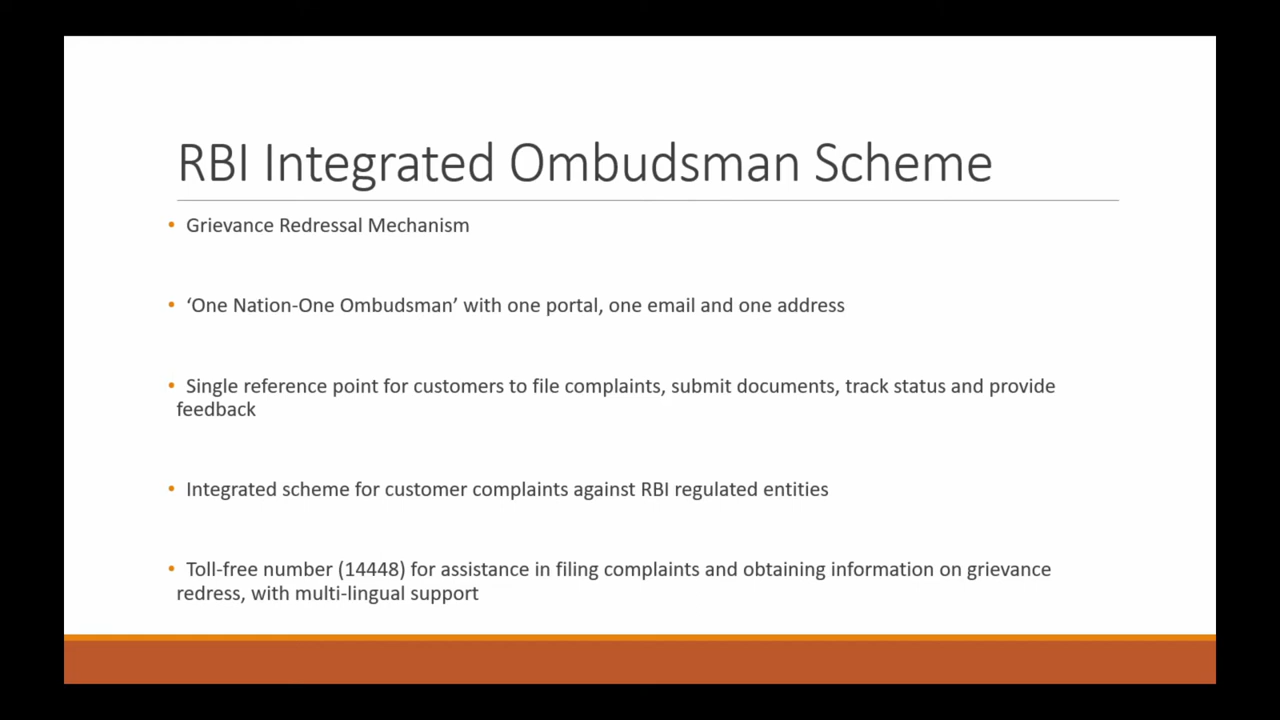 RBI Integrated Ombudsman Scheme
• Grievance Redressal Mechanism
• ‘One Nation-One Ombudsman’ with one portal, one email and one address
• Single reference point for customers to file complaints, submit documents, track status and provide
feedback
• Integrated scheme for customer complaints against RBI regulated entities
• Toll-free number (14448) for assistance in filing complaints and obtaining information on grievance
redress, with multi-lingual support